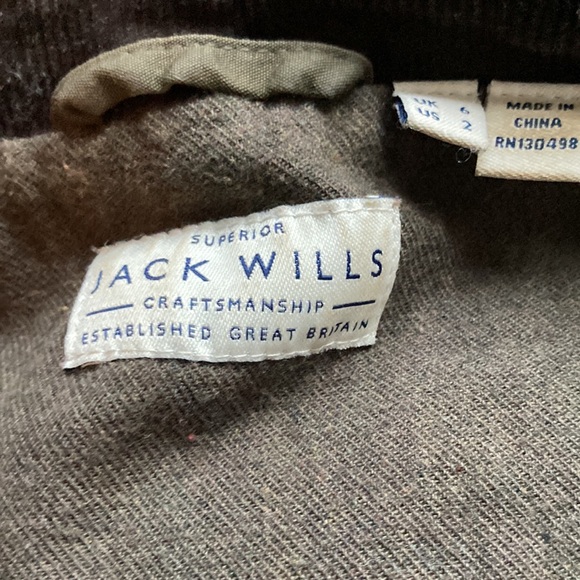 UK 6
US 2
MADE IN
CHINA
RN130498
SUPERIOR
JACK WILLS
CRAFTSMANSHIP
ESTABLISHED GREAT BRITAIN